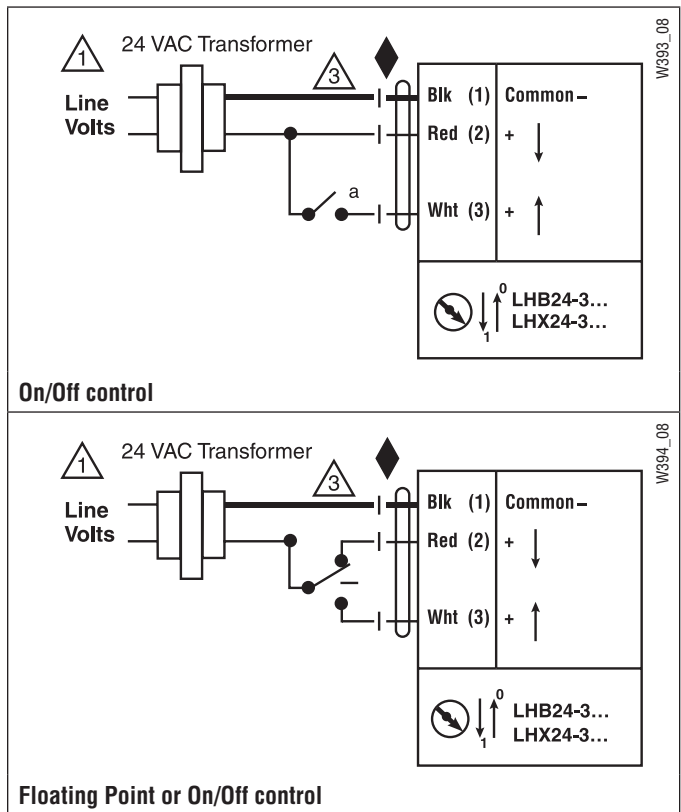 W393_08
1 24 VAC Transformer 3
Line
Volts
Blk (1) Common –
Red (2) + ↓
a
Wht (3) + ↑
0
1
LHB24-3...
LHX24-3...
On/Off control
W394_08
1 24 VAC Transformer 3
Line
Volts
Blk (1) Common –
Red (2) + ↓
Wht (3) + ↑
0
1
LHB24-3...
LHX24-3...
Floating Point or On/Off control